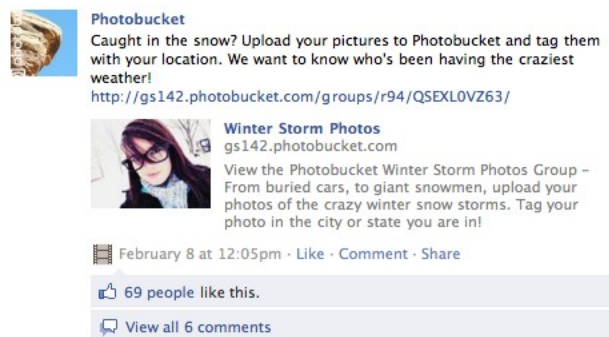 Photobucket
Caught in the snow? Upload your pictures to Photobucket and tag them
with your location. We want to know who's been having the craziest
weather!
http://gs142.photobucket.com/groups/r94/QSEXL0VZ63/
Winter Storm Photos
gs142.photobucket.com
View the Photobucket Winter Storm Photos Group –
From buried cars, to giant snowmen, upload your
photos of the crazy winter snow storms. Tag your
photo in the city or state you are in!
February 8 at 12:05pm · Like · Comment · Share
69 people like this.
View all 6 comments